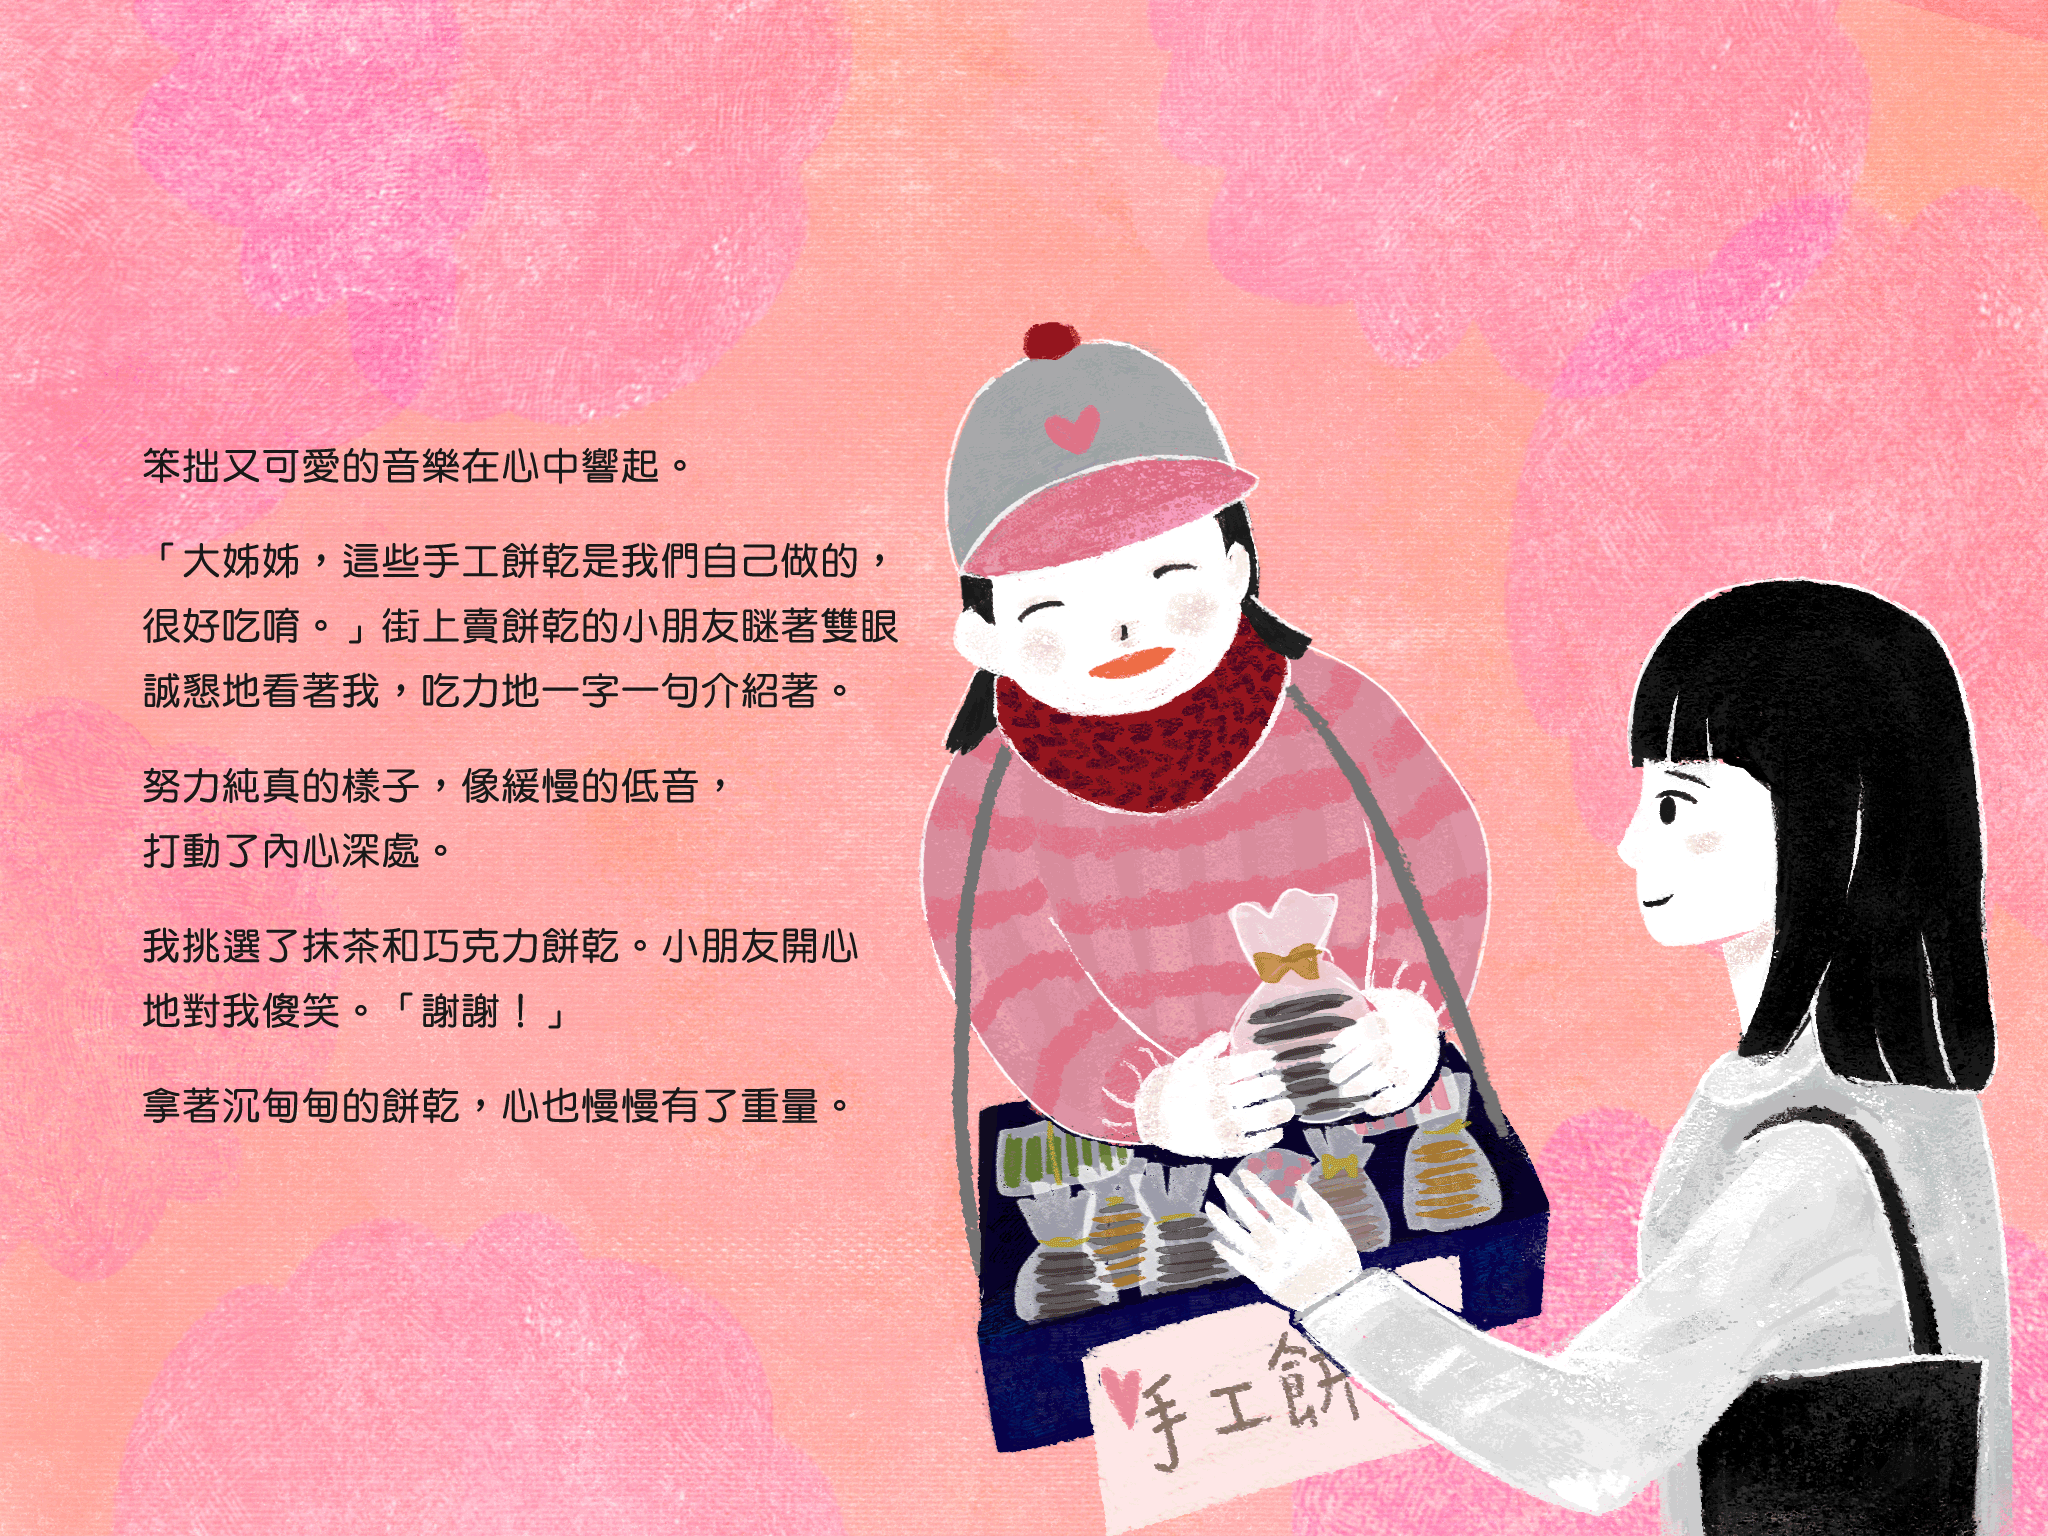 笨拙又可愛的音樂在心中響起。
「大姊姊，這些手工餅乾是我們自己做的，
很好吃唷。」街上賣餅乾的小朋友瞇著雙眼
誠懇地看著我，吃力地一字一句介紹著。
努力純真的樣子，像緩慢的低音，
打動了內心深處。
我挑選了抹茶和巧克力餅乾。小朋友開心
地對我傻笑。「謝謝！」
拿著沉甸甸的餅乾，心也慢慢有了重量。
手工餅